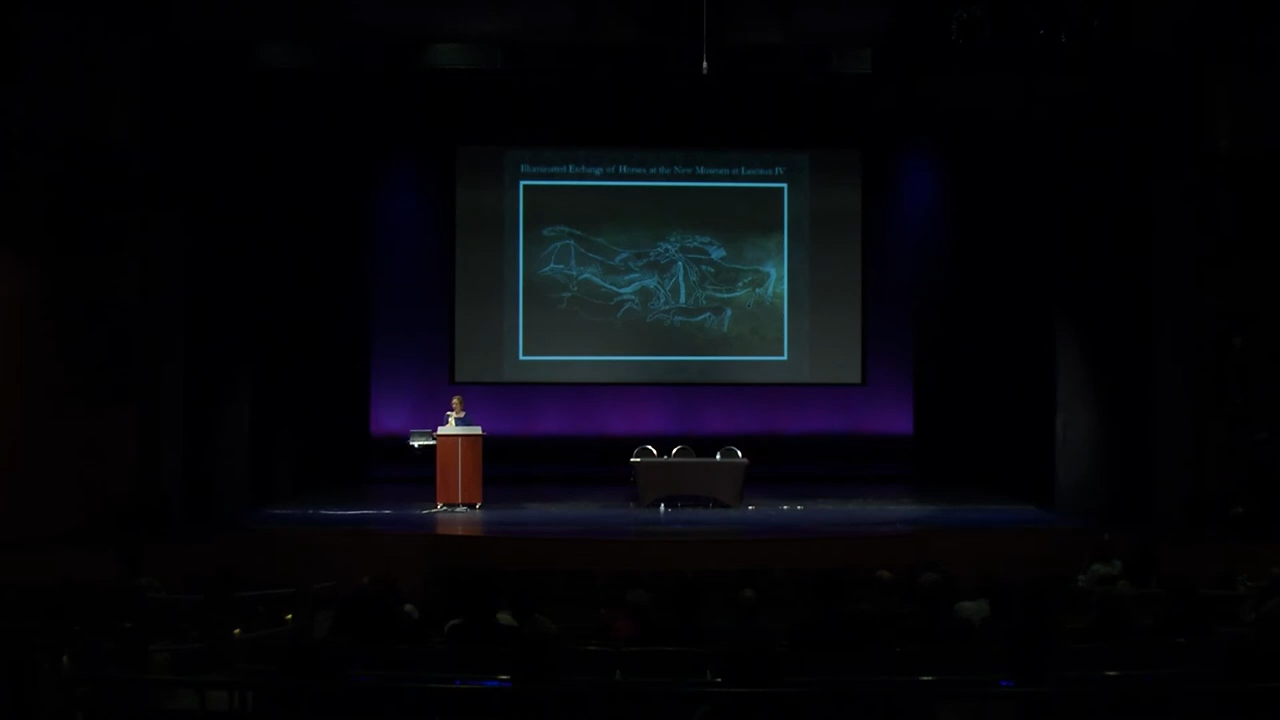 Illuminated Etchings of Horses at the New Museum at Lascaux IV